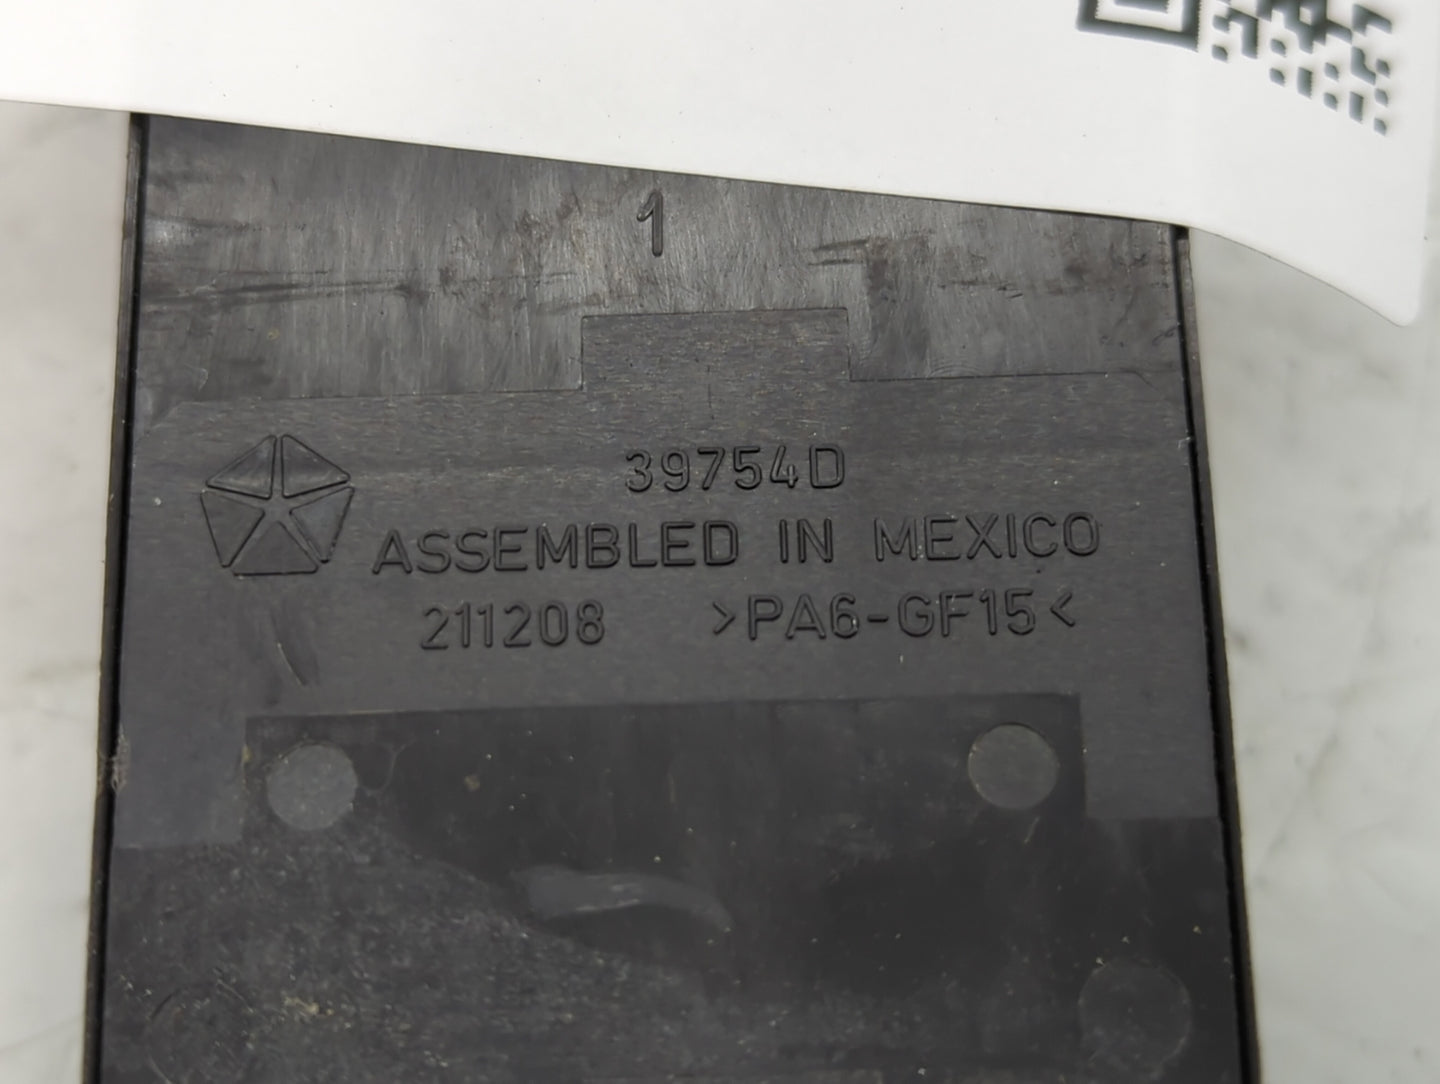 1
39754D
ASSEMBLED IN MEXICO
211208 >PA6-GF15<